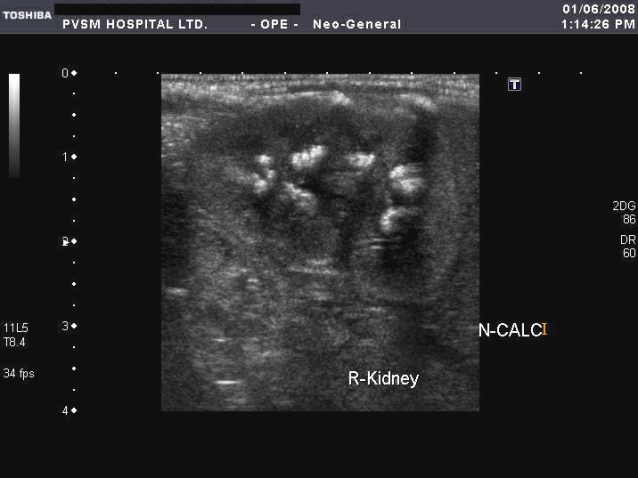 TOSHIBA
01/06/2008
PVSM HOSPITAL LTD. - OPE - Neo-General 1:14:26 PM
T
0
1
2
3
4
2DG
86
DR
60
11L5
T8.4
34 fps
N-CALC
R-Kidney